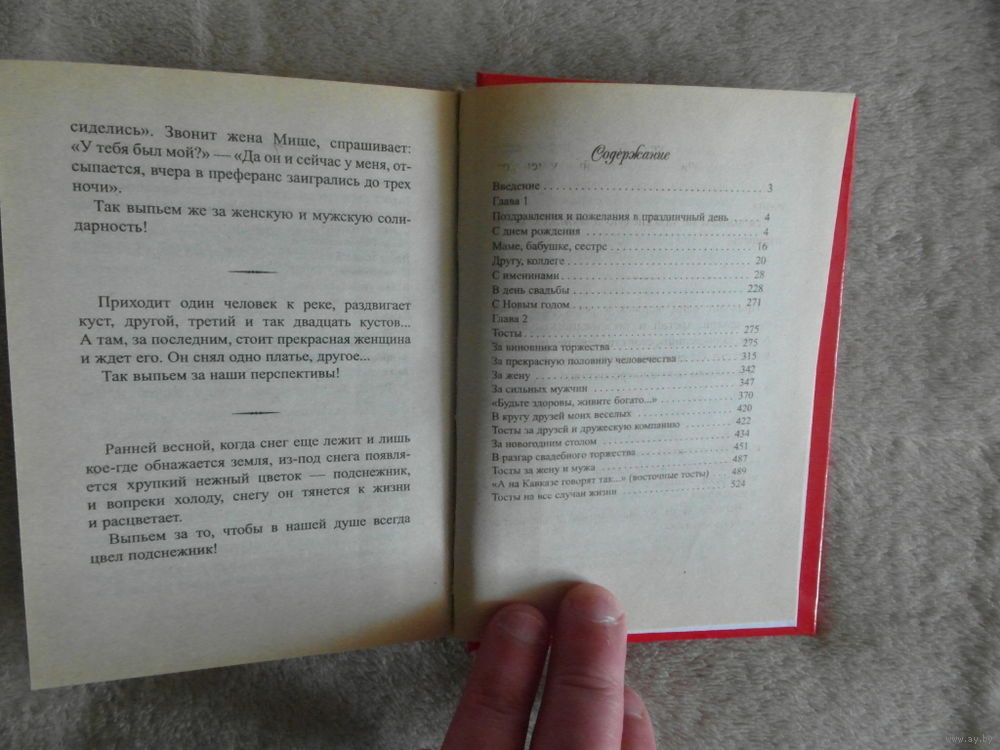 сиделись». Звонит жена Мише, спрашивает:
«У тебя был мой?» — «Да он и сейчас у меня, от-
сыпается, вчера в преферанс заигрались до трех
ночи».
Так выпьем же за женскую и мужскую соли-
дарность!
Приходит один человек к реке, раздвигает
куст, другой, третий и так двадцать кустов...
А там, за последним, стоит прекрасная женщина
и ждет его. Он снял одно платье, другое...
Так выпьем за наши перспективы!
Ранней весной, когда снег еще лежит и лишь
кое-где обнажается земля, из-под снега появля-
ется хрупкий нежный цветок — подснежник,
и вопреки холоду, снегу он тянется к жизни
и расцветает.
Выпьем за то, чтобы в нашей душе всегда
цвел подснежник!
Содержание
Введение . . . . . 3
Глава 1
Поздравления и пожелания в праздничный день . . . . . 4
С днем рождения . . . . . 4
Маме, бабушке, сестре . . . . . 16
Другу, коллеге . . . . . 20
С именинами . . . . . 28
В день свадьбы . . . . . 228
С Новым годом . . . . . 271
Глава 2
Тосты . . . . . 275
За виновника торжества . . . . . 275
За прекрасную половину человечества . . . . . 315
За жену . . . . . 342
За сильных мужчин . . . . . 347
«Будьте здоровы, живите богато...» . . . . . 370
В кругу друзей моих веселых . . . . . 420
Тосты за друзей и дружескую компанию . . . . . 422
За новогодним столом . . . . . 434
В разгар свадебного торжества . . . . . 451
Тосты за жену и мужа . . . . . 487
«А на Кавказе говорят так...» (восточные тосты) . . . . . 489
Тосты на все случаи жизни . . . . . 524
www.ay.by